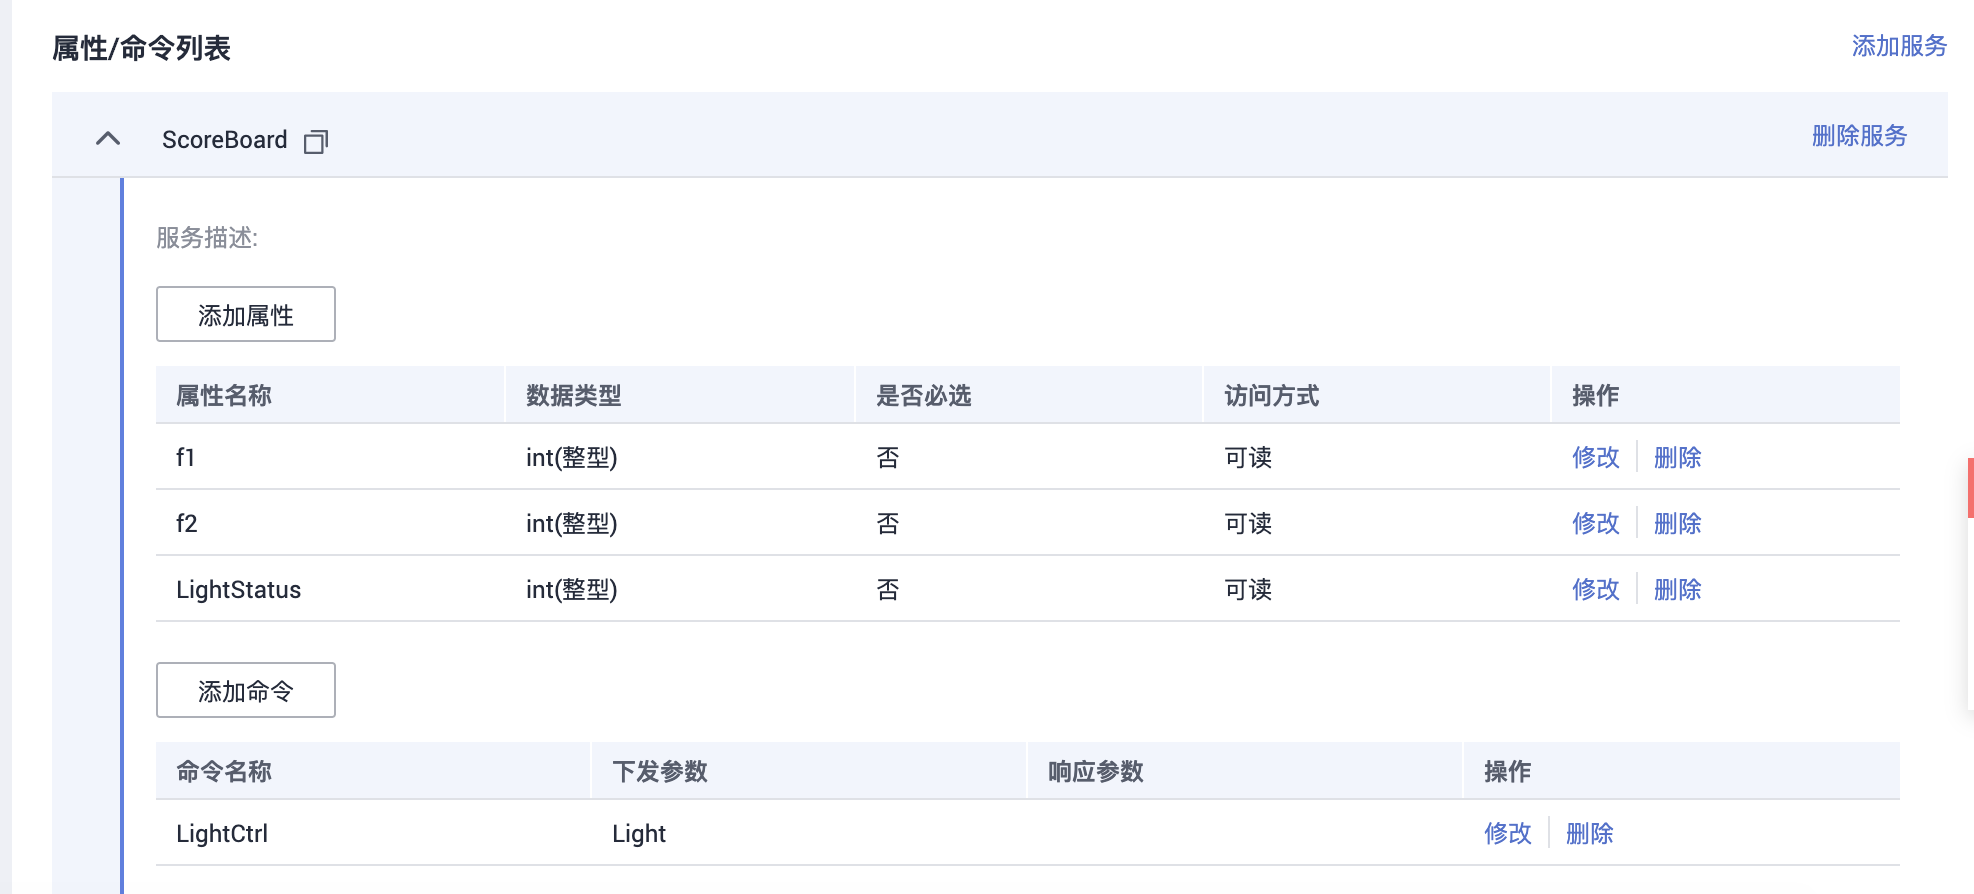 属性/命令列表
添加服务
ScoreBoard
删除服务
服务描述:
添加属性
属性名称 数据类型 是否必选 访问方式 操作
f1 int(整型) 否 可读 修改 删除
f2 int(整型) 否 可读 修改 删除
LightStatus int(整型) 否 可读 修改 删除
添加命令
命令名称 下发参数 响应参数 操作
LightCtrl Light 修改 删除